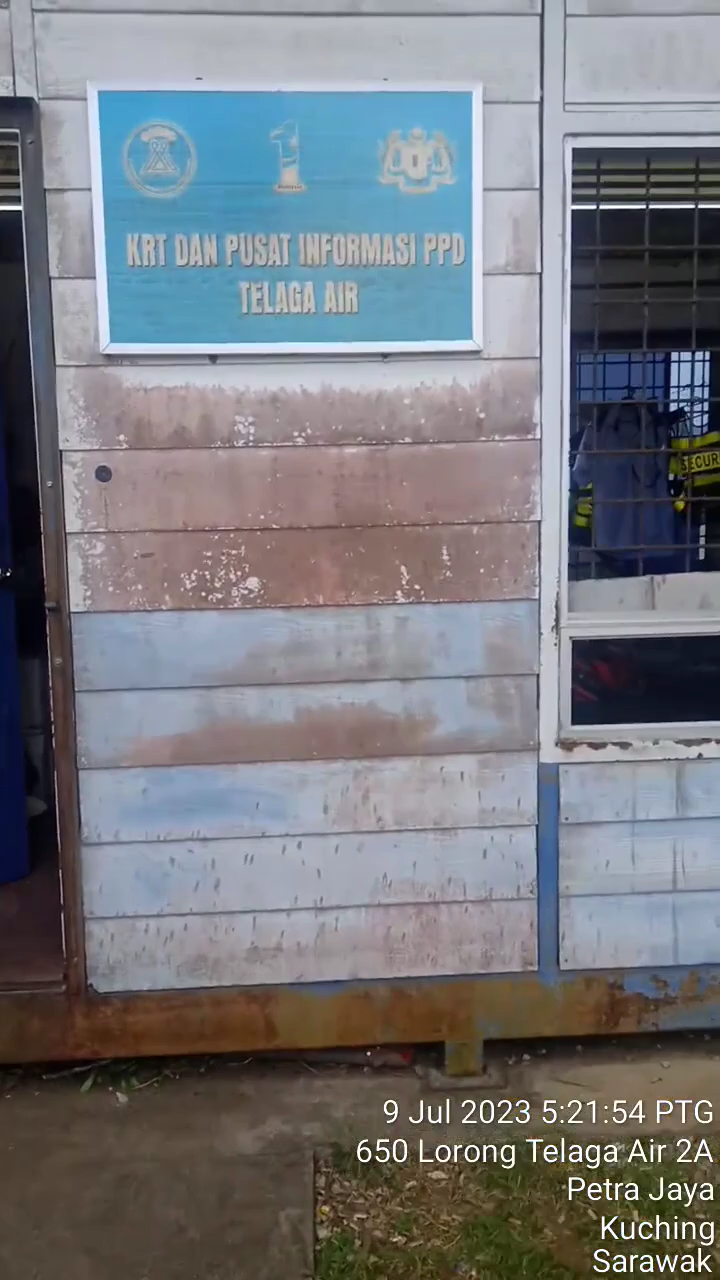 KRT DAN PUSAT INFORMASI PPD
TELAGA AIR
SECUR
9 Jul 2023 5:21:54 PTG
650 Lorong Telaga Air 2A
Petra Jaya
Kuching
Sarawak